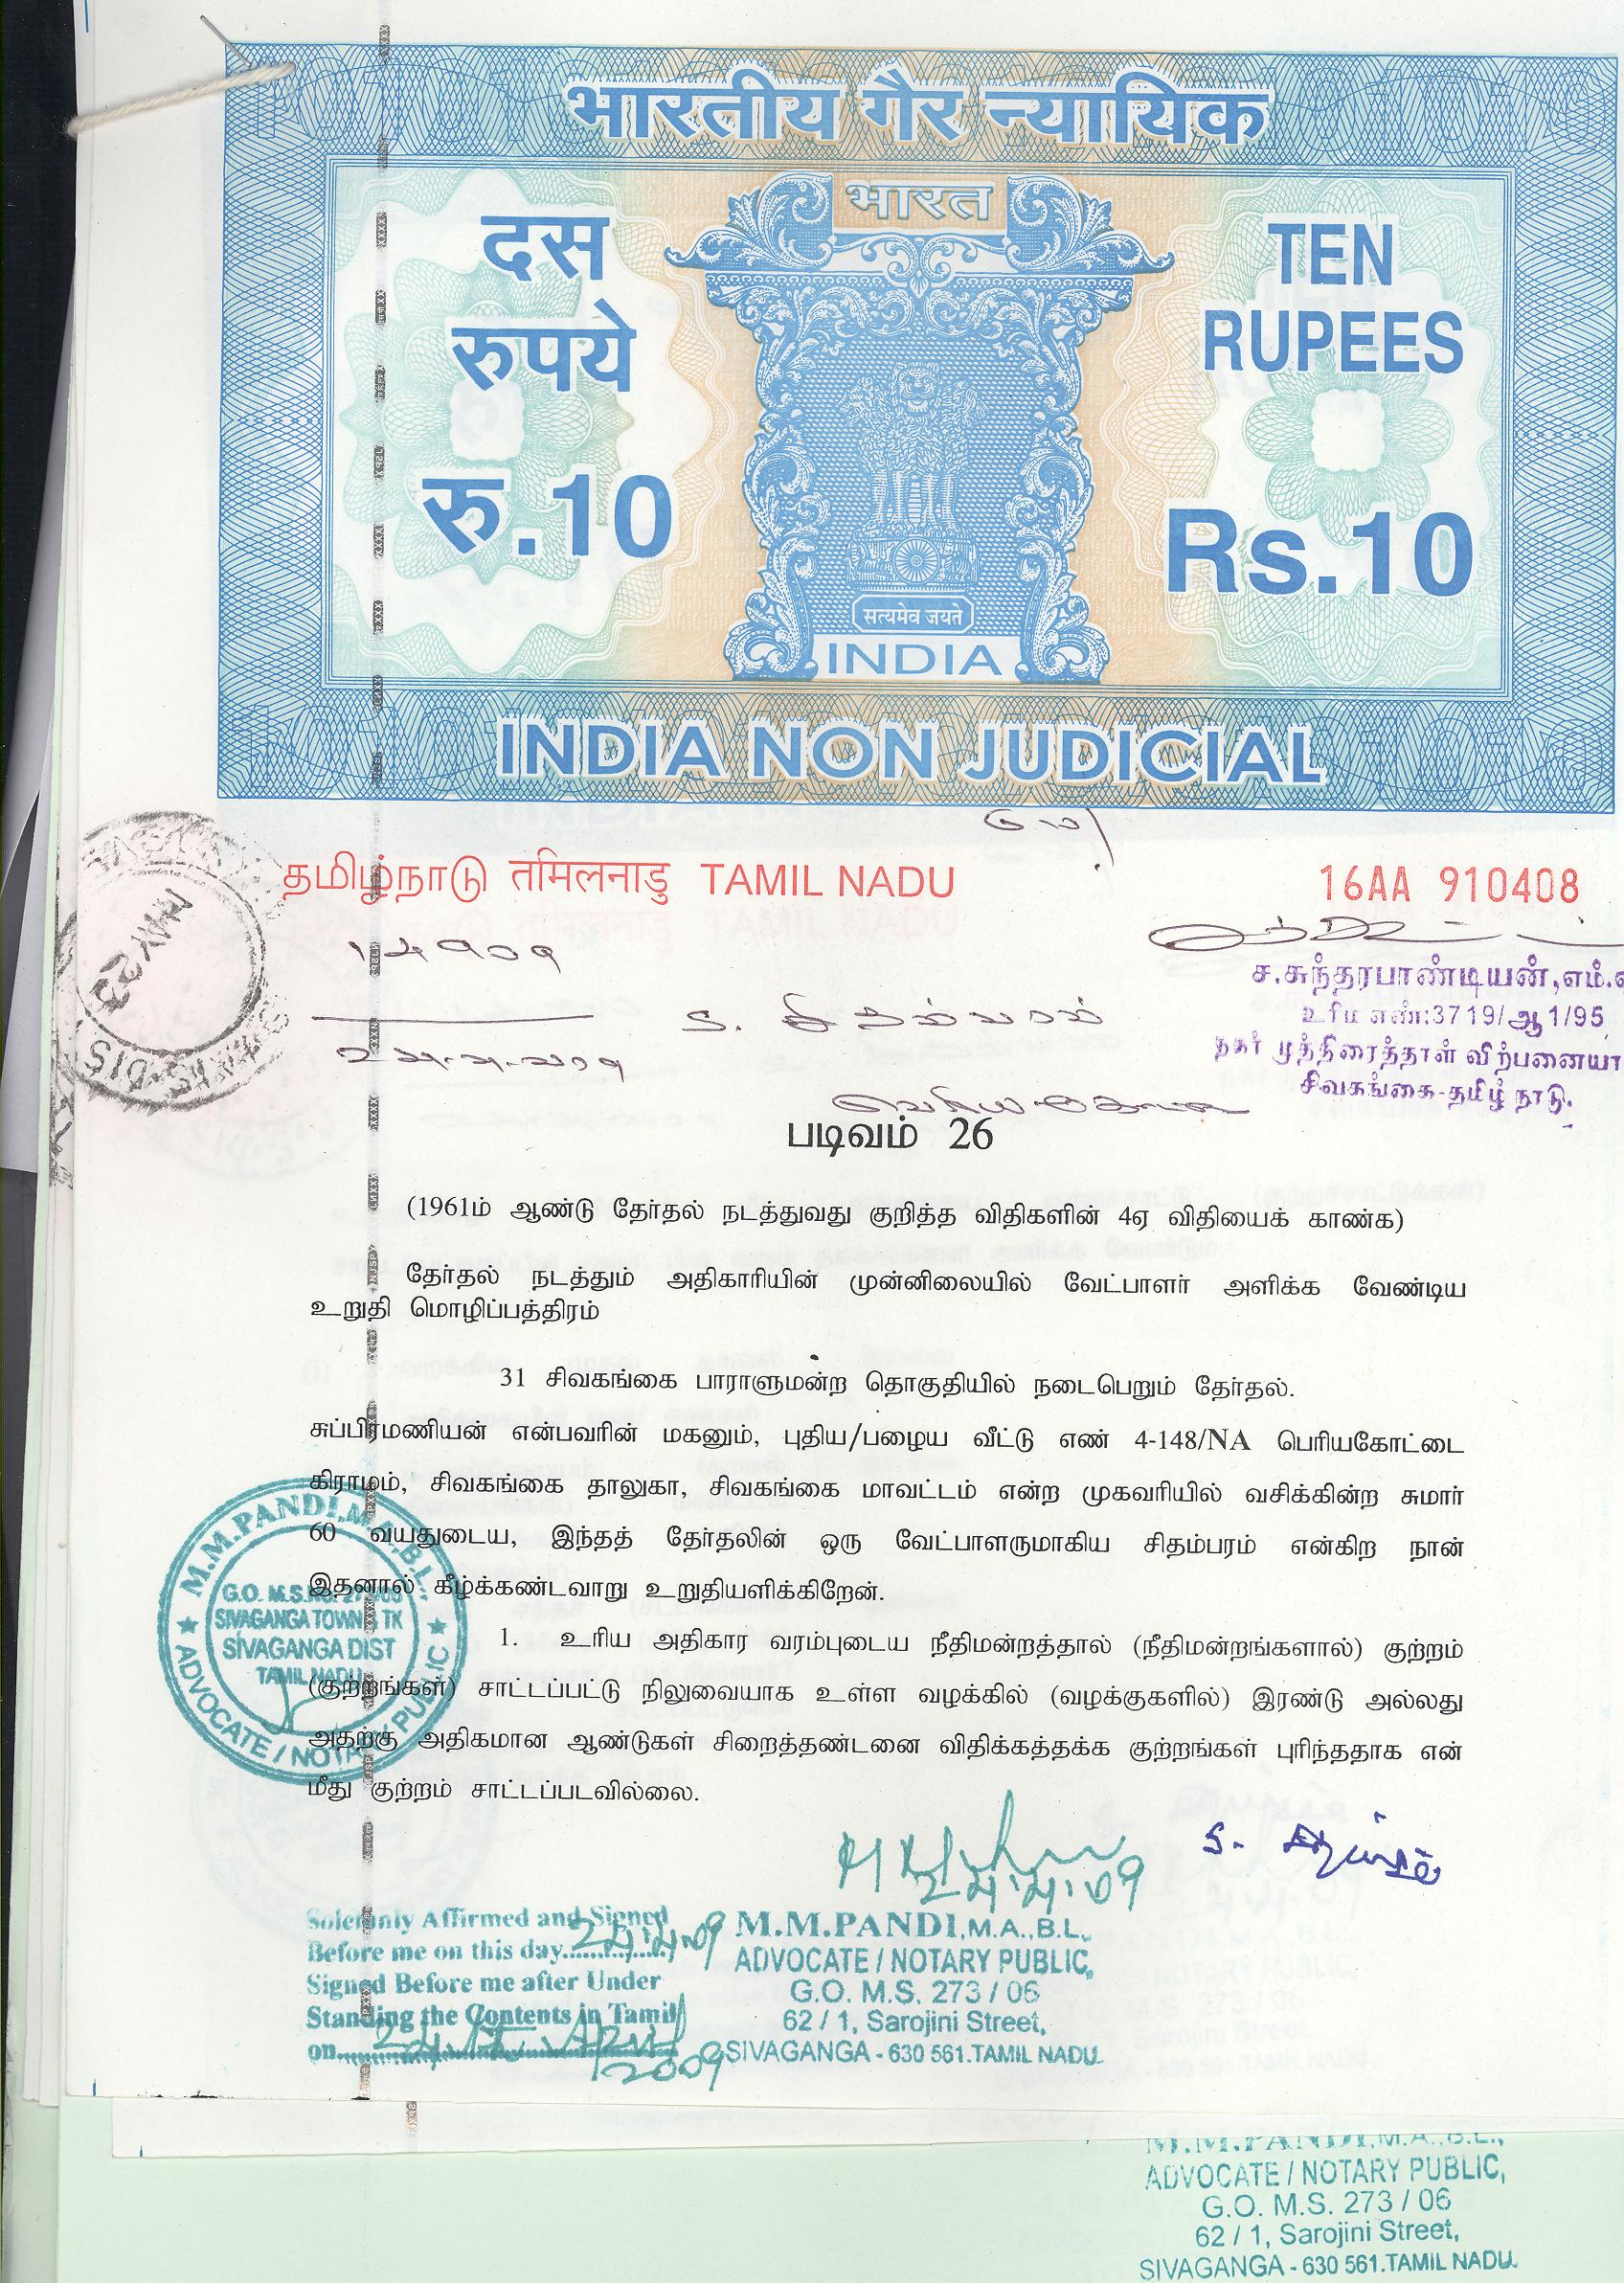 भारतीय गैर न्यायिक
भारत
दस
रुपये
रु.10
TEN
RUPEES
Rs.10
सत्यमेव जयते
INDIA
INDIA NON JUDICIAL
தமிழ்நாடு तमिलनाडु TAMIL NADU
16AA 910408
MAY 23
ச.சுந்தரபாண்டியன்,எம்.ஏ
உரிம எண்:3719/ஆ1/95
நகர் முத்திரைத்தாள் விற்பனையா
சிவகங்கை-தமிழ் நாடு.
S. சிதம்பரம்
பெரியகோட்டை
படிவம் 26
(1961ம் ஆண்டு தேர்தல் நடத்துவது குறித்த விதிகளின் 4ஏ விதியைக் காண்க)
தேர்தல் நடத்தும் அதிகாரியின் முன்னிலையில் வேட்பாளர் அளிக்க வேண்டிய
உறுதி மொழிப்பத்திரம்
31 சிவகங்கை பாராளுமன்ற தொகுதியில் நடைபெறும் தேர்தல்.
சுப்பிரமணியன் என்பவரின் மகனும், புதிய/பழைய வீட்டு எண் 4-148/NA பெரியகோட்டை
கிராமம், சிவகங்கை தாலுகா, சிவகங்கை மாவட்டம் என்ற முகவரியில் வசிக்கின்ற சுமார்
60 வயதுடைய, இந்தத் தேர்தலின் ஒரு வேட்பாளருமாகிய சிதம்பரம் என்கிற நான்
இதனால் கீழ்க்கண்டவாறு உறுதியளிக்கிறேன்.
1. உரிய அதிகார வரம்புடைய நீதிமன்றத்தால் (நீதிமன்றங்களால்) குற்றம்
(குற்றங்கள்) சாட்டப்பட்டு நிலுவையாக உள்ள வழக்கில் (வழக்குகளில்) இரண்டு அல்லது
அதற்கு அதிகமான ஆண்டுகள் சிறைத்தண்டனை விதிக்கத்தக்க குற்றங்கள் புரிந்ததாக என்
மீது குற்றம் சாட்டப்படவில்லை.
M.M.PANDI,M.A.,B.L.,
G.O. M.S.No. 273/06
SIVAGANGA TOWN & TK
SIVAGANGA DIST
TAMIL NADU
ADVOCATE / NOTARY PUBLIC
Solemnly Affirmed and Signed
Before me on this day
Signed Before me after Under
Standing the Contents in Tamil
on
2009
M.M.PANDI,M.A.,B.L.,
ADVOCATE / NOTARY PUBLIC,
G.O. M.S. 273 / 06
62 / 1, Sarojini Street,
SIVAGANGA - 630 561.TAMIL NADU.
M.M.PANDI,M.A.,B.L.,
ADVOCATE / NOTARY PUBLIC,
G.O. M.S. 273 / 06
62 / 1, Sarojini Street,
SIVAGANGA - 630 561.TAMIL NADU.